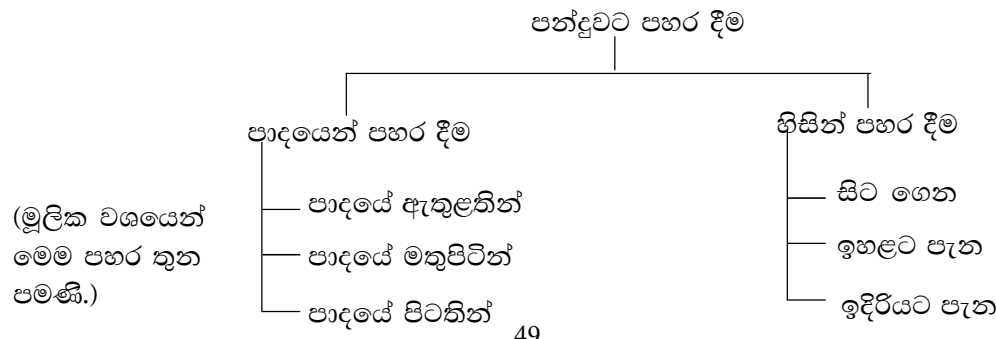 පන්දුවට පහර දීම
පාදයෙන් පහර දීම
හිසින් පහර දීම
(මූලික වශයෙන්
මෙම පහර තුන
පමණි.)
පාදයේ ඇතුළතින්
පාදයේ මතුපිටින්
පාදයේ පිටතින්
සිට ගෙන
ඉහළට පැන
ඉදිරියට පැන
49